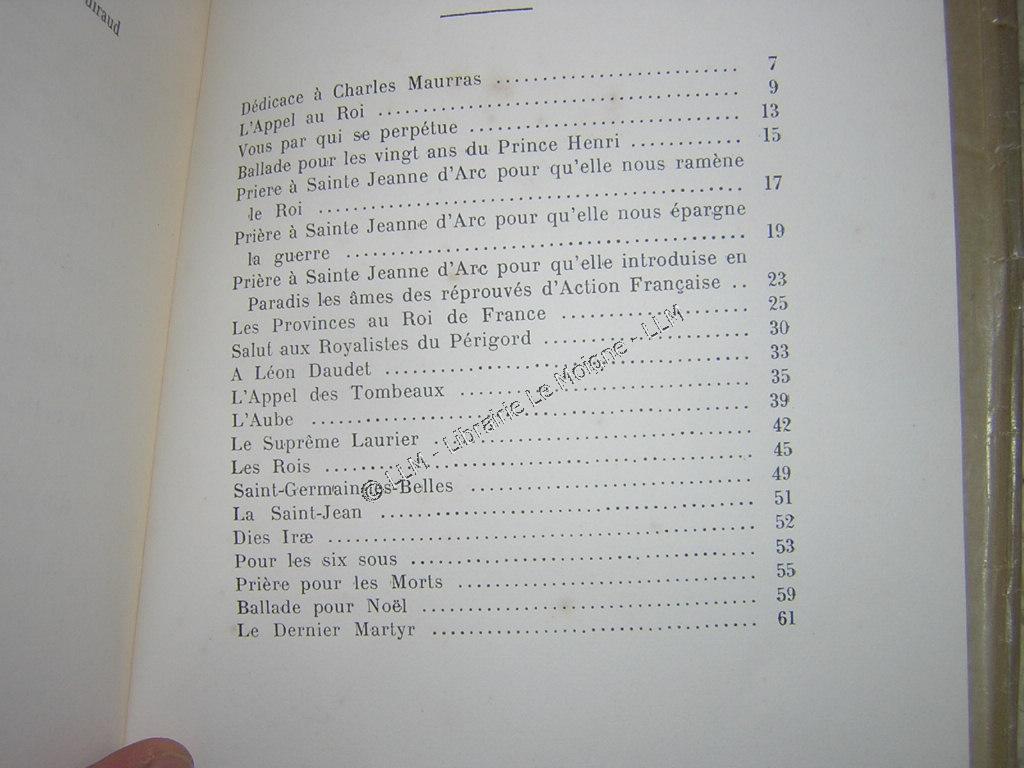 Dédicace à Charles Maurras ........................ 7
L'Appel au Roi ........................ 9
Vous par qui se perpétue ........................ 13
Ballade pour les vingt ans du Prince Henri ............ 15
Priere à Sainte Jeanne d'Arc pour qu'elle nous ramène
le Roi ........................ 17
Prière à Sainte Jeanne d'Arc pour qu'elle nous épargne
la guerre ........................ 19
Prière à Sainte Jeanne d'Arc pour qu'elle introduise en
Paradis les âmes des réprouvés d'Action Française .. 23
Les Provinces au Roi de France ........................ 25
Salut aux Royalistes du Périgord ........................ 30
A Léon Daudet ........................ 33
L'Appel des Tombeaux ........................ 35
L'Aube ........................ 39
Le Suprême Laurier ........................ 42
Les Rois ........................ 45
Saint-Germain-les-Belles ........................ 49
La Saint-Jean ........................ 51
Dies Iræ ........................ 52
Pour les six sous ........................ 53
Prière pour les Morts ........................ 55
Ballade pour Noël ........................ 59
Le Dernier Martyr ........................ 61
© LLM - Librairie Le Moigne - LLM